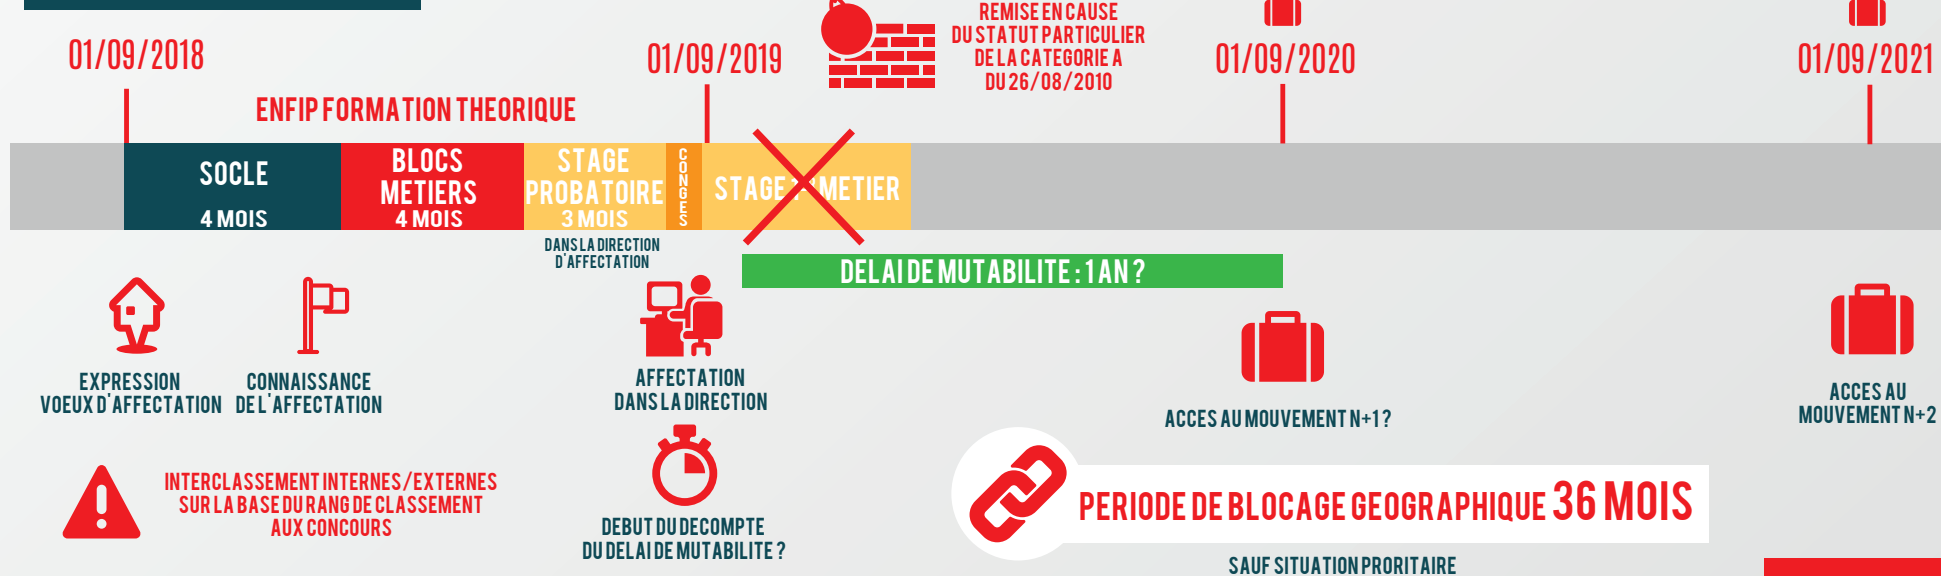 REMISE EN CAUSE
DU STATUT PARTICULIER
DE LA CATEGORIE A
DU 26/08/2010
01/09/2018
01/09/2019
01/09/2020
01/09/2021
ENFIP FORMATION THEORIQUE
SOCLE
4 MOIS
BLOCS
METIERS
4 MOIS
STAGE
PROBATOIRE
3 MOIS
CONGES
STAGE METIER
DANS LA DIRECTION
D'AFFECTATION
DELAI DE MUTABILITE : 1 AN ?
EXPRESSION
VOEUX D'AFFECTATION
CONNAISSANCE
DE L'AFFECTATION
AFFECTATION
DANS LA DIRECTION
ACCES AU MOUVEMENT N+1 ?
ACCES AU
MOUVEMENT N+2
INTERCLASSEMENT INTERNES/EXTERNES
SUR LA BASE DU RANG DE CLASSEMENT
AUX CONCOURS
DEBUT DU DECOMPTE
DU DELAI DE MUTABILITE ?
PERIODE DE BLOCAGE GEOGRAPHIQUE 36 MOIS
SAUF SITUATION PRORITAIRE